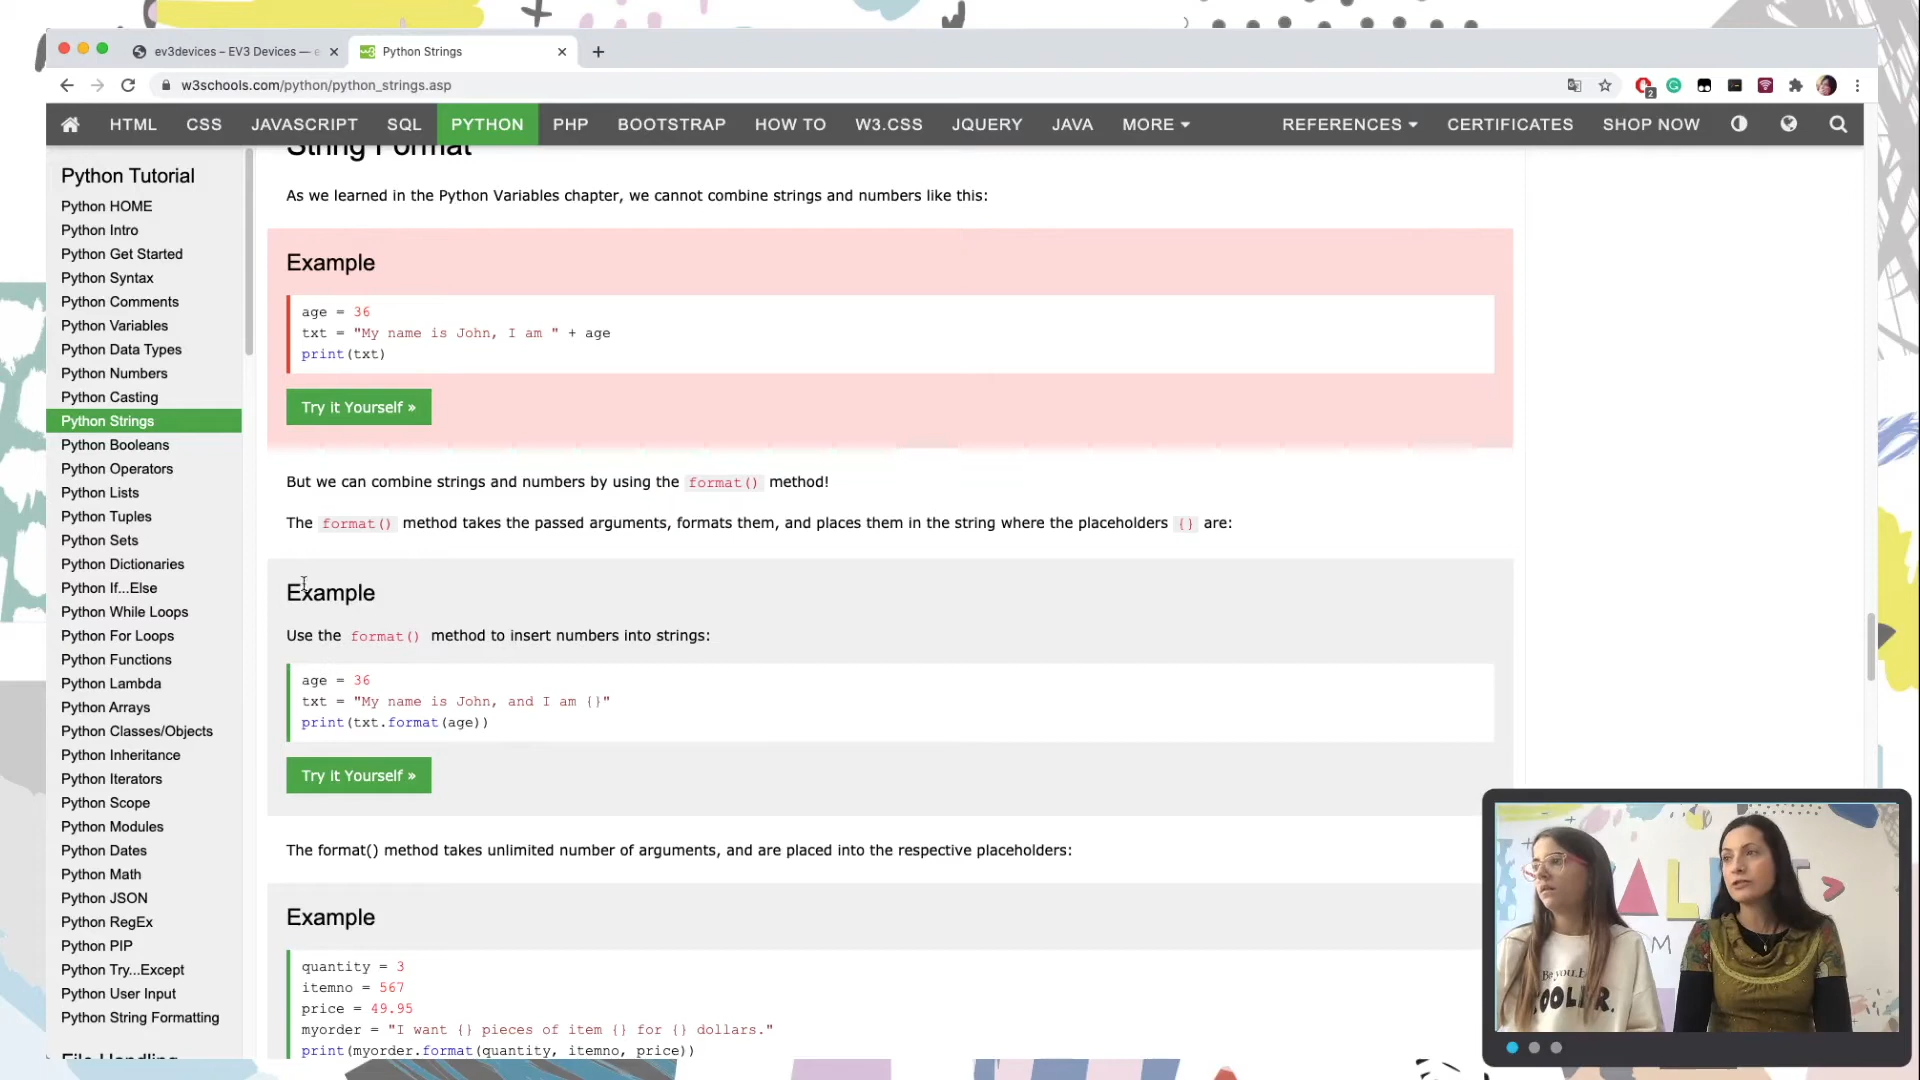 ev3devices – EV3 Devices — e
Python Strings
w3schools.com/python/python_strings.asp
2
HTML CSS JAVASCRIPT SQL PYTHON PHP BOOTSTRAP HOW TO W3.CSS JQUERY JAVA MORE REFERENCES CERTIFICATES SHOP NOW
Python Tutorial
Python HOME
Python Intro
Python Get Started
Python Syntax
Python Comments
Python Variables
Python Data Types
Python Numbers
Python Casting
Python Strings
Python Booleans
Python Operators
Python Lists
Python Tuples
Python Sets
Python Dictionaries
Python If...Else
Python While Loops
Python For Loops
Python Functions
Python Lambda
Python Arrays
Python Classes/Objects
Python Inheritance
Python Iterators
Python Scope
Python Modules
Python Dates
Python Math
Python JSON
Python RegEx
Python PIP
Python Try...Except
Python User Input
Python String Formatting
File Handling
String Format
As we learned in the Python Variables chapter, we cannot combine strings and numbers like this:
Example
age = 36
txt = "My name is John, I am " + age
print(txt)
Try it Yourself »
But we can combine strings and numbers by using the format() method!
The format() method takes the passed arguments, formats them, and places them in the string where the placeholders {} are:
Example
Use the format() method to insert numbers into strings:
age = 36
txt = "My name is John, and I am {}"
print(txt.format(age))
Try it Yourself »
The format() method takes unlimited number of arguments, and are placed into the respective placeholders:
Example
quantity = 3
itemno = 567
price = 49.95
myorder = "I want {} pieces of item {} for {} dollars."
print(myorder.format(quantity, itemno, price))